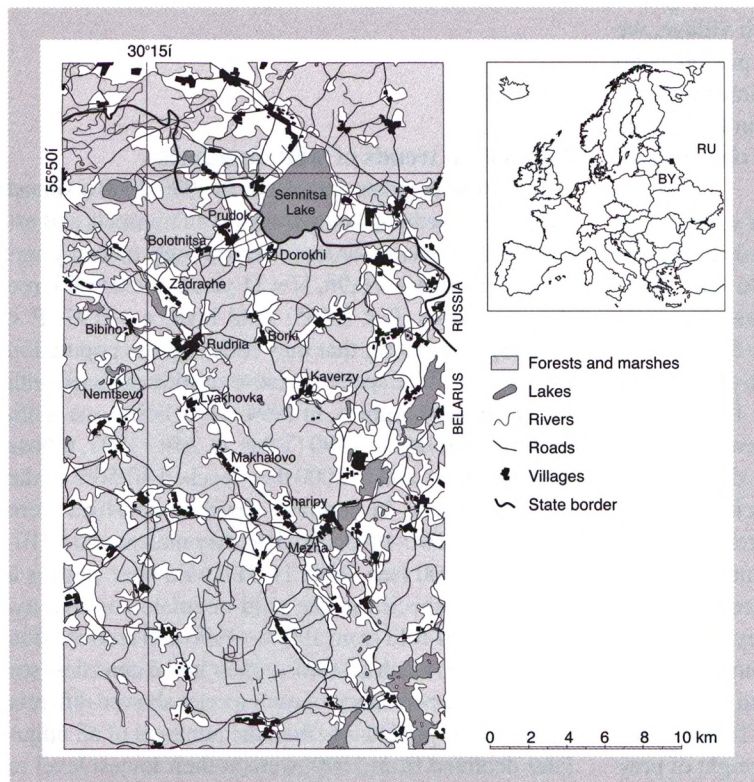 30°15í
55°50í
RU
BY
Sennitsa
Lake
Prudok
Bolotnitsa
Dorokhi
Zadrache
RUSSIA
Bibino
Rudnia
Borki
Nemtsevo
Kaverzy
Lyakhovka
BELARUS
Makhalovo
Sharipy
Mezha
Forests and marshes
Lakes
Rivers
Roads
Villages
State border
0 2 4 6 8 10 km